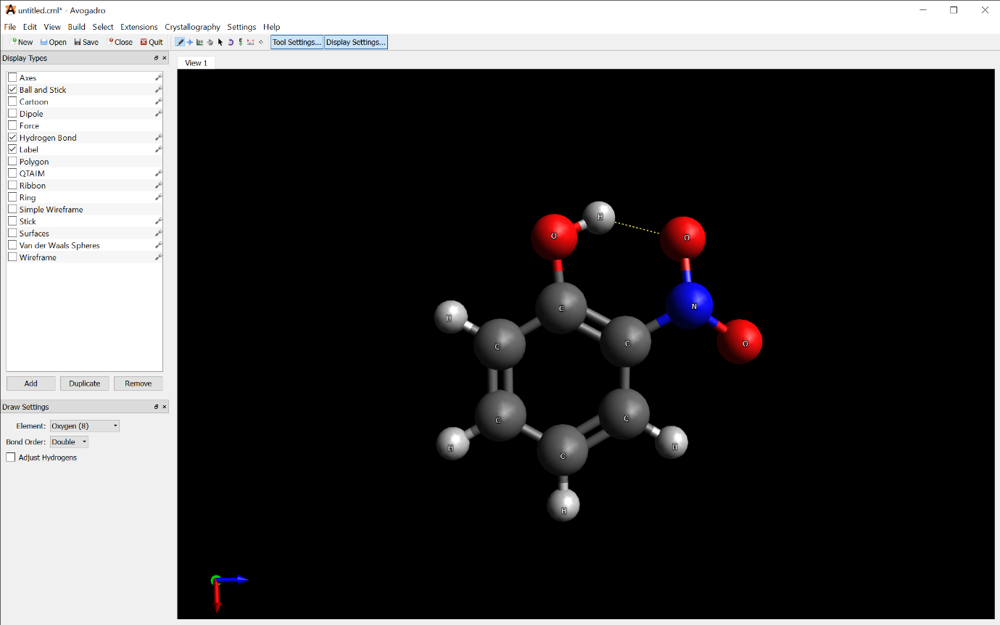 untitled.cml* - Avogadro
File Edit View Build Select Extensions Crystallography Settings Help
New Open Save Close Quit Tool Settings... Display Settings...
Display Types
View 1
Axes
Ball and Stick
Cartoon
Dipole
Force
Hydrogen Bond
Label
Polygon
QTAIM
Ribbon
Ring
Simple Wireframe
Stick
Surfaces
Van der Waals Spheres
Wireframe
Add Duplicate Remove
Draw Settings
Element: Oxygen (8)
Bond Order: Double
Adjust Hydrogens
H
O O
C N
H
C C O
C C
H H
C
H